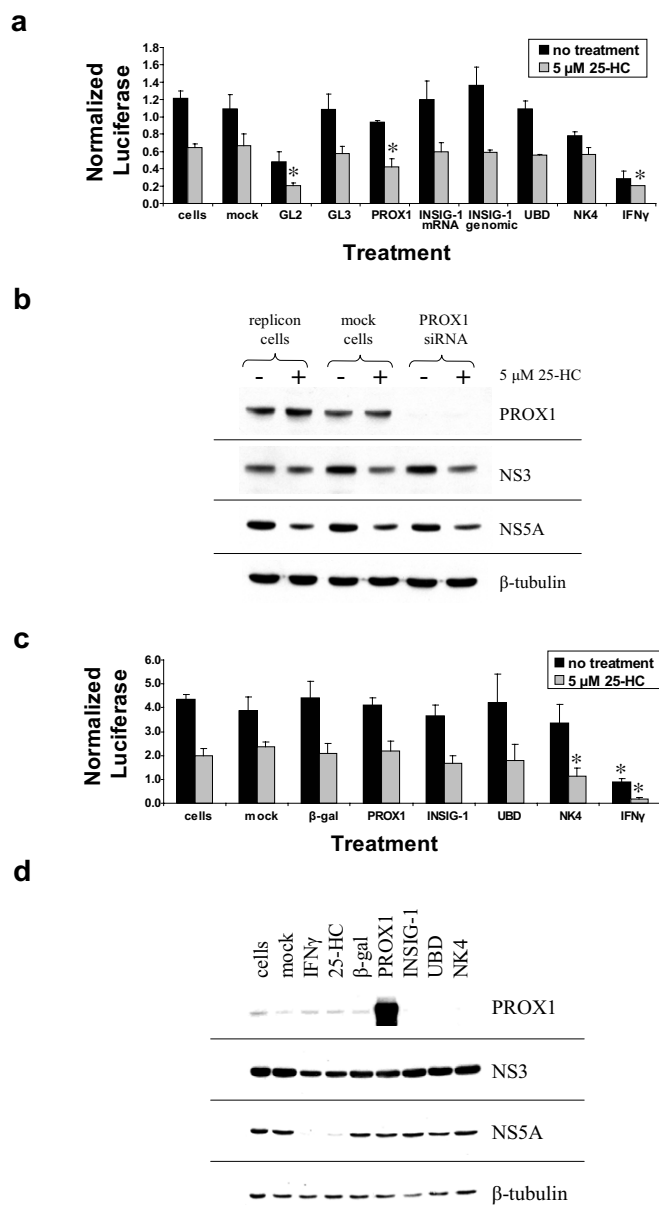 a
Normalized
Luciferase
1.8
1.6
1.4
1.2
1.0
0.8
0.6
0.4
0.2
0.0
no treatment
5 µM 25-HC
*
*
*
cells
mock
GL2
GL3
PROX1
INSIG-1
mRNA
INSIG-1
genomic
UBD
NK4
IFNγ
Treatment
b
replicon
cells
mock
cells
PROX1
siRNA
- + - + - + 5 µM 25-HC
PROX1
NS3
NS5A
β-tubulin
c
Normalized
Luciferase
6.0
5.0
4.0
3.0
2.0
1.0
0.0
no treatment
5 µM 25-HC
*
*
*
cells
mock
β-gal
PROX1
INSIG-1
UBD
NK4
IFNγ
Treatment
d
cells
mock
IFNγ
25-HC
β-gal
PROX1
INSIG-1
UBD
NK4
PROX1
NS3
NS5A
β-tubulin